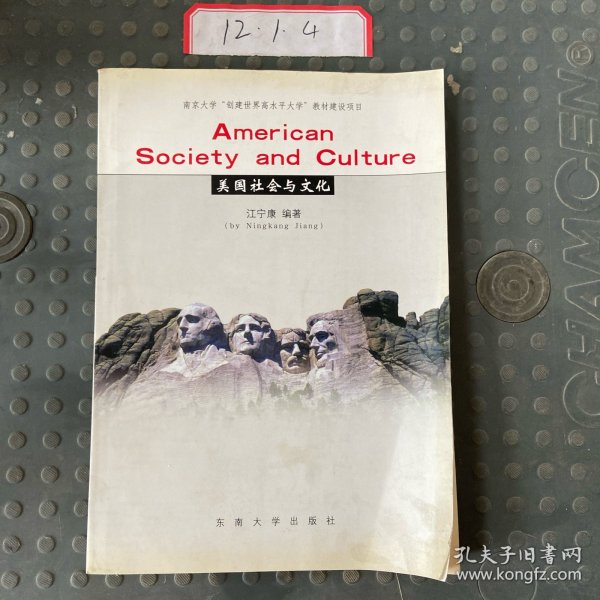 12.1.4
南京大学“创建世界高水平大学”教材建设项目
American
Society and Culture
美国社会与文化
江宁康 编著
(by Ningkang Jiang)
东南大学出版社
CHAMCEN
孔夫子旧书网
www.kongfz.com